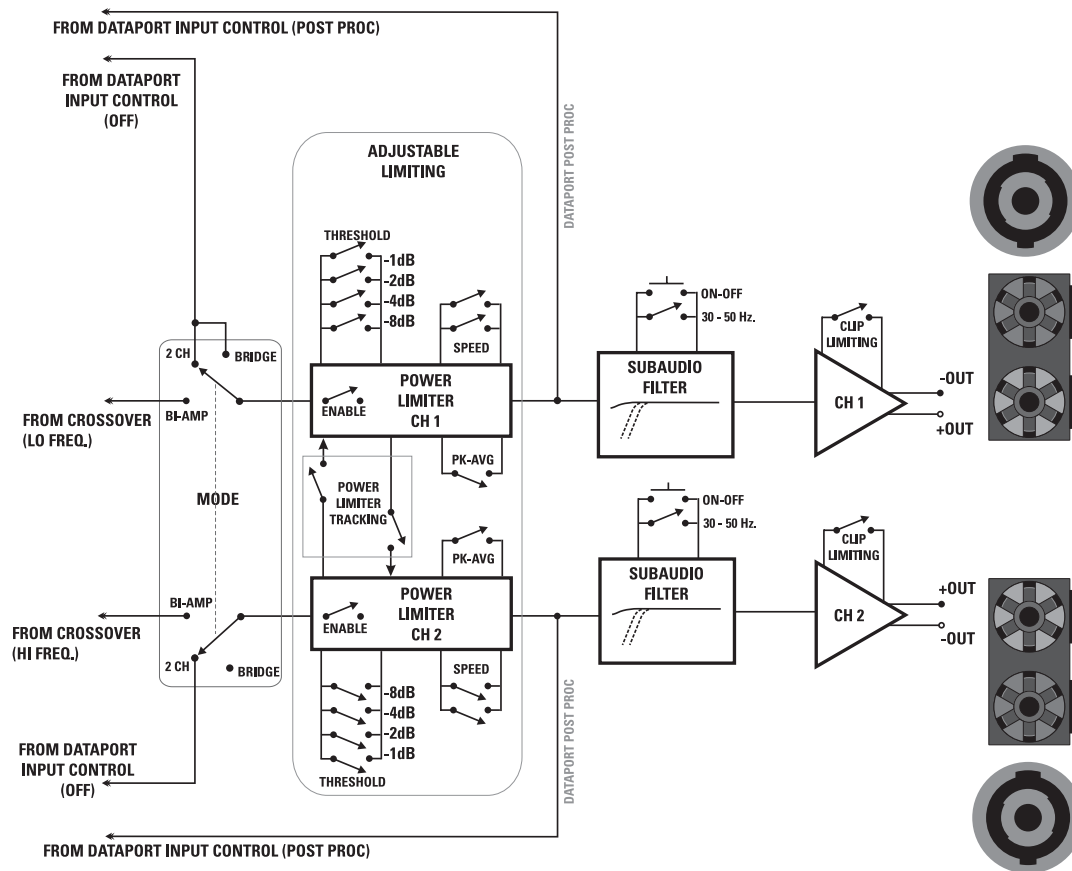 FROM DATAPORT INPUT CONTROL (POST PROC)
FROM DATAPORT
INPUT CONTROL
(OFF)
DATAPORT POST PROC
ADJUSTABLE
LIMITING
THRESHOLD
-1dB
-2dB
-4dB
-8dB
SPEED
ON-OFF
30 - 50 Hz.
CLIP
LIMITING
2 CH
BRIDGE
BI-AMP
FROM CROSSOVER
(LO FREQ.)
ENABLE
POWER
LIMITER
CH 1
SUBAUDIO
FILTER
CH 1
-OUT
+OUT
PK-AVG
MODE
POWER
LIMITER
TRACKING
PK-AVG
ON-OFF
30 - 50 Hz.
CLIP
LIMITING
BI-AMP
FROM CROSSOVER
(HI FREQ.)
2 CH
BRIDGE
ENABLE
POWER
LIMITER
CH 2
SUBAUDIO
FILTER
CH 2
+OUT
-OUT
SPEED
-8dB
-4dB
-2dB
-1dB
THRESHOLD
DATAPORT POST PROC
FROM DATAPORT
INPUT CONTROL
(OFF)
FROM DATAPORT INPUT CONTROL (POST PROC)